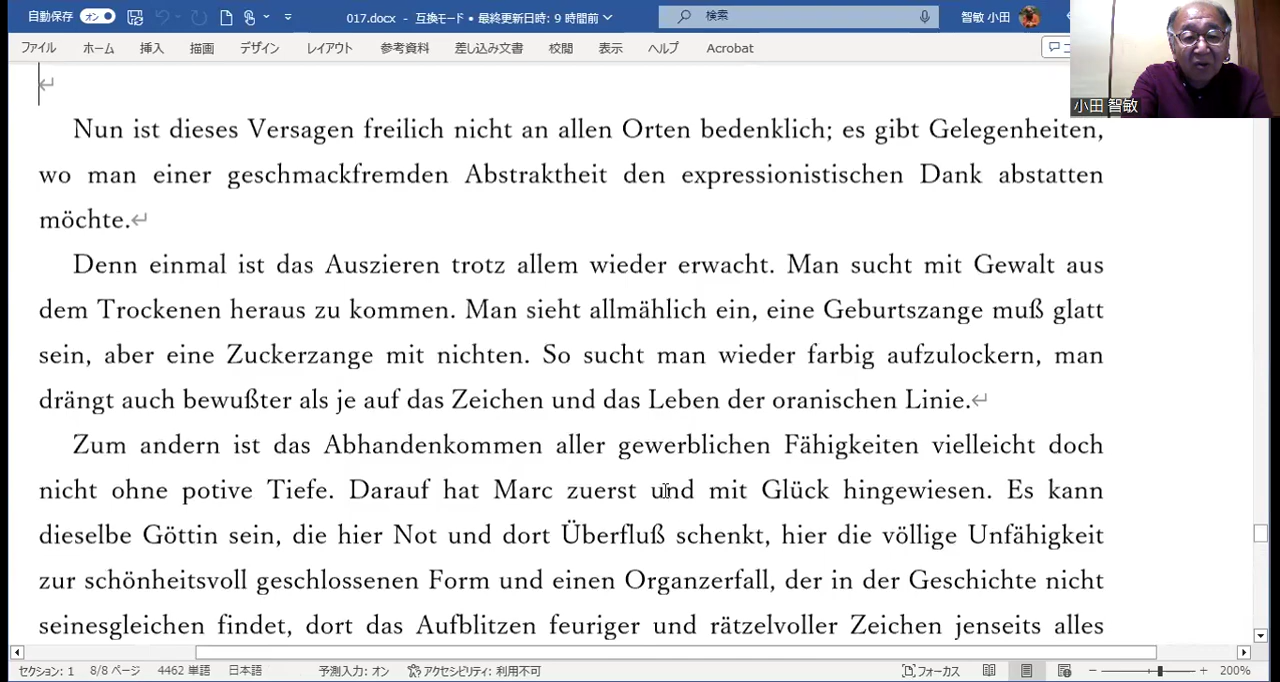 自動保存 オン 017.docx - 互換モード • 最終更新日時: 9 時間前 検索 智敏 小田
ファイル ホーム 挿入 描画 デザイン レイアウト 参考資料 差し込み文書 校閲 表示 ヘルプ Acrobat
小田 智敏
Nun ist dieses Versagen freilich nicht an allen Orten bedenklich; es gibt Gelegenheiten,
wo man einer geschmackfremden Abstraktheit den expressionistischen Dank abstatten
möchte.
Denn einmal ist das Auszieren trotz allem wieder erwacht. Man sucht mit Gewalt aus
dem Trockenen heraus zu kommen. Man sieht allmählich ein, eine Geburtszange muß glatt
sein, aber eine Zuckerzange mit nichten. So sucht man wieder farbig aufzulockern, man
drängt auch bewußter als je auf das Zeichen und das Leben der oranischen Linie.
Zum andern ist das Abhandenkommen aller gewerblichen Fähigkeiten vielleicht doch
nicht ohne potive Tiefe. Darauf hat Marc zuerst und mit Glück hingewiesen. Es kann
dieselbe Göttin sein, die hier Not und dort Überfluß schenkt, hier die völlige Unfähigkeit
zur schönheitsvoll geschlossenen Form und einen Organzerfall, der in der Geschichte nicht
seinesgleichen findet, dort das Aufblitzen feuriger und rätzelvoller Zeichen jenseits alles
セクション: 1 8/8 ページ 4462 単語 日本語 予測入力: オン アクセシビリティ: 利用不可 フォーカス 200%